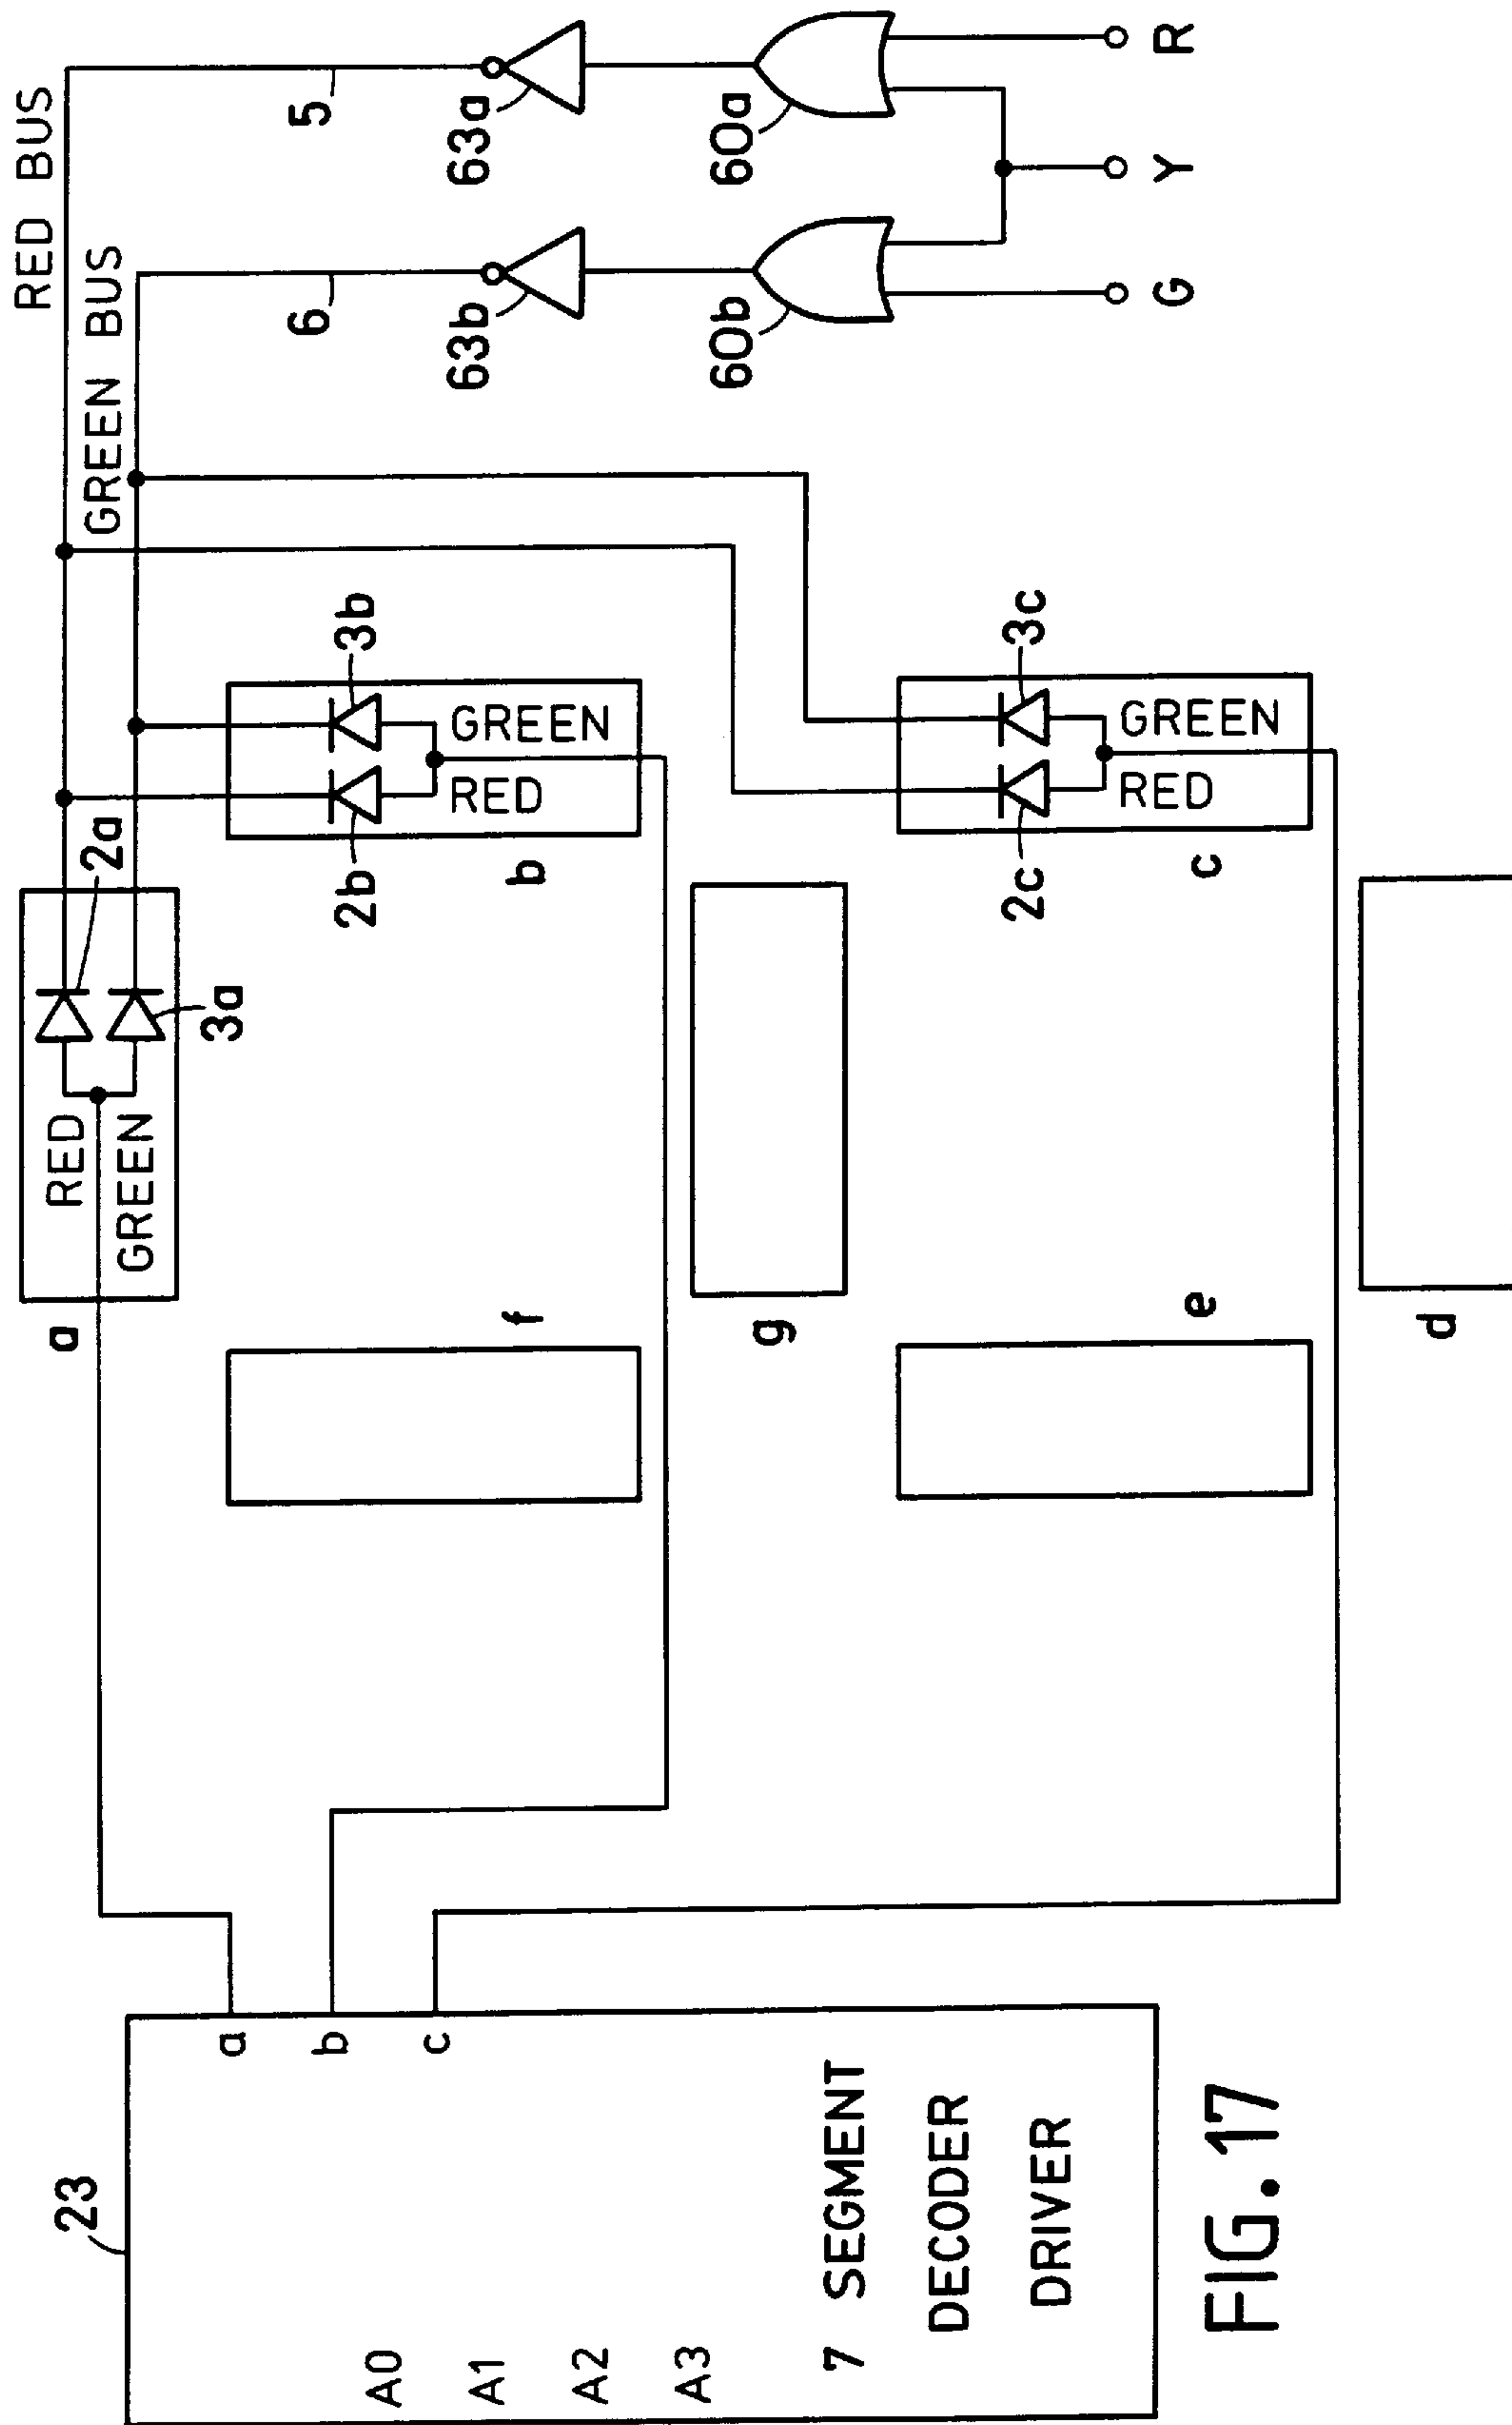 23
A0
A1
A2
A3
a
b
c
7 SEGMENT
DECODER
DRIVER
a
RED
GREEN
2a
3a
f
g
e
d
2b
3b
RED
GREEN
b
2c
3c
RED
GREEN
c
RED BUS
GREEN BUS
5
6
63a
63b
60a
60b
G
Y
R
FIG. 17